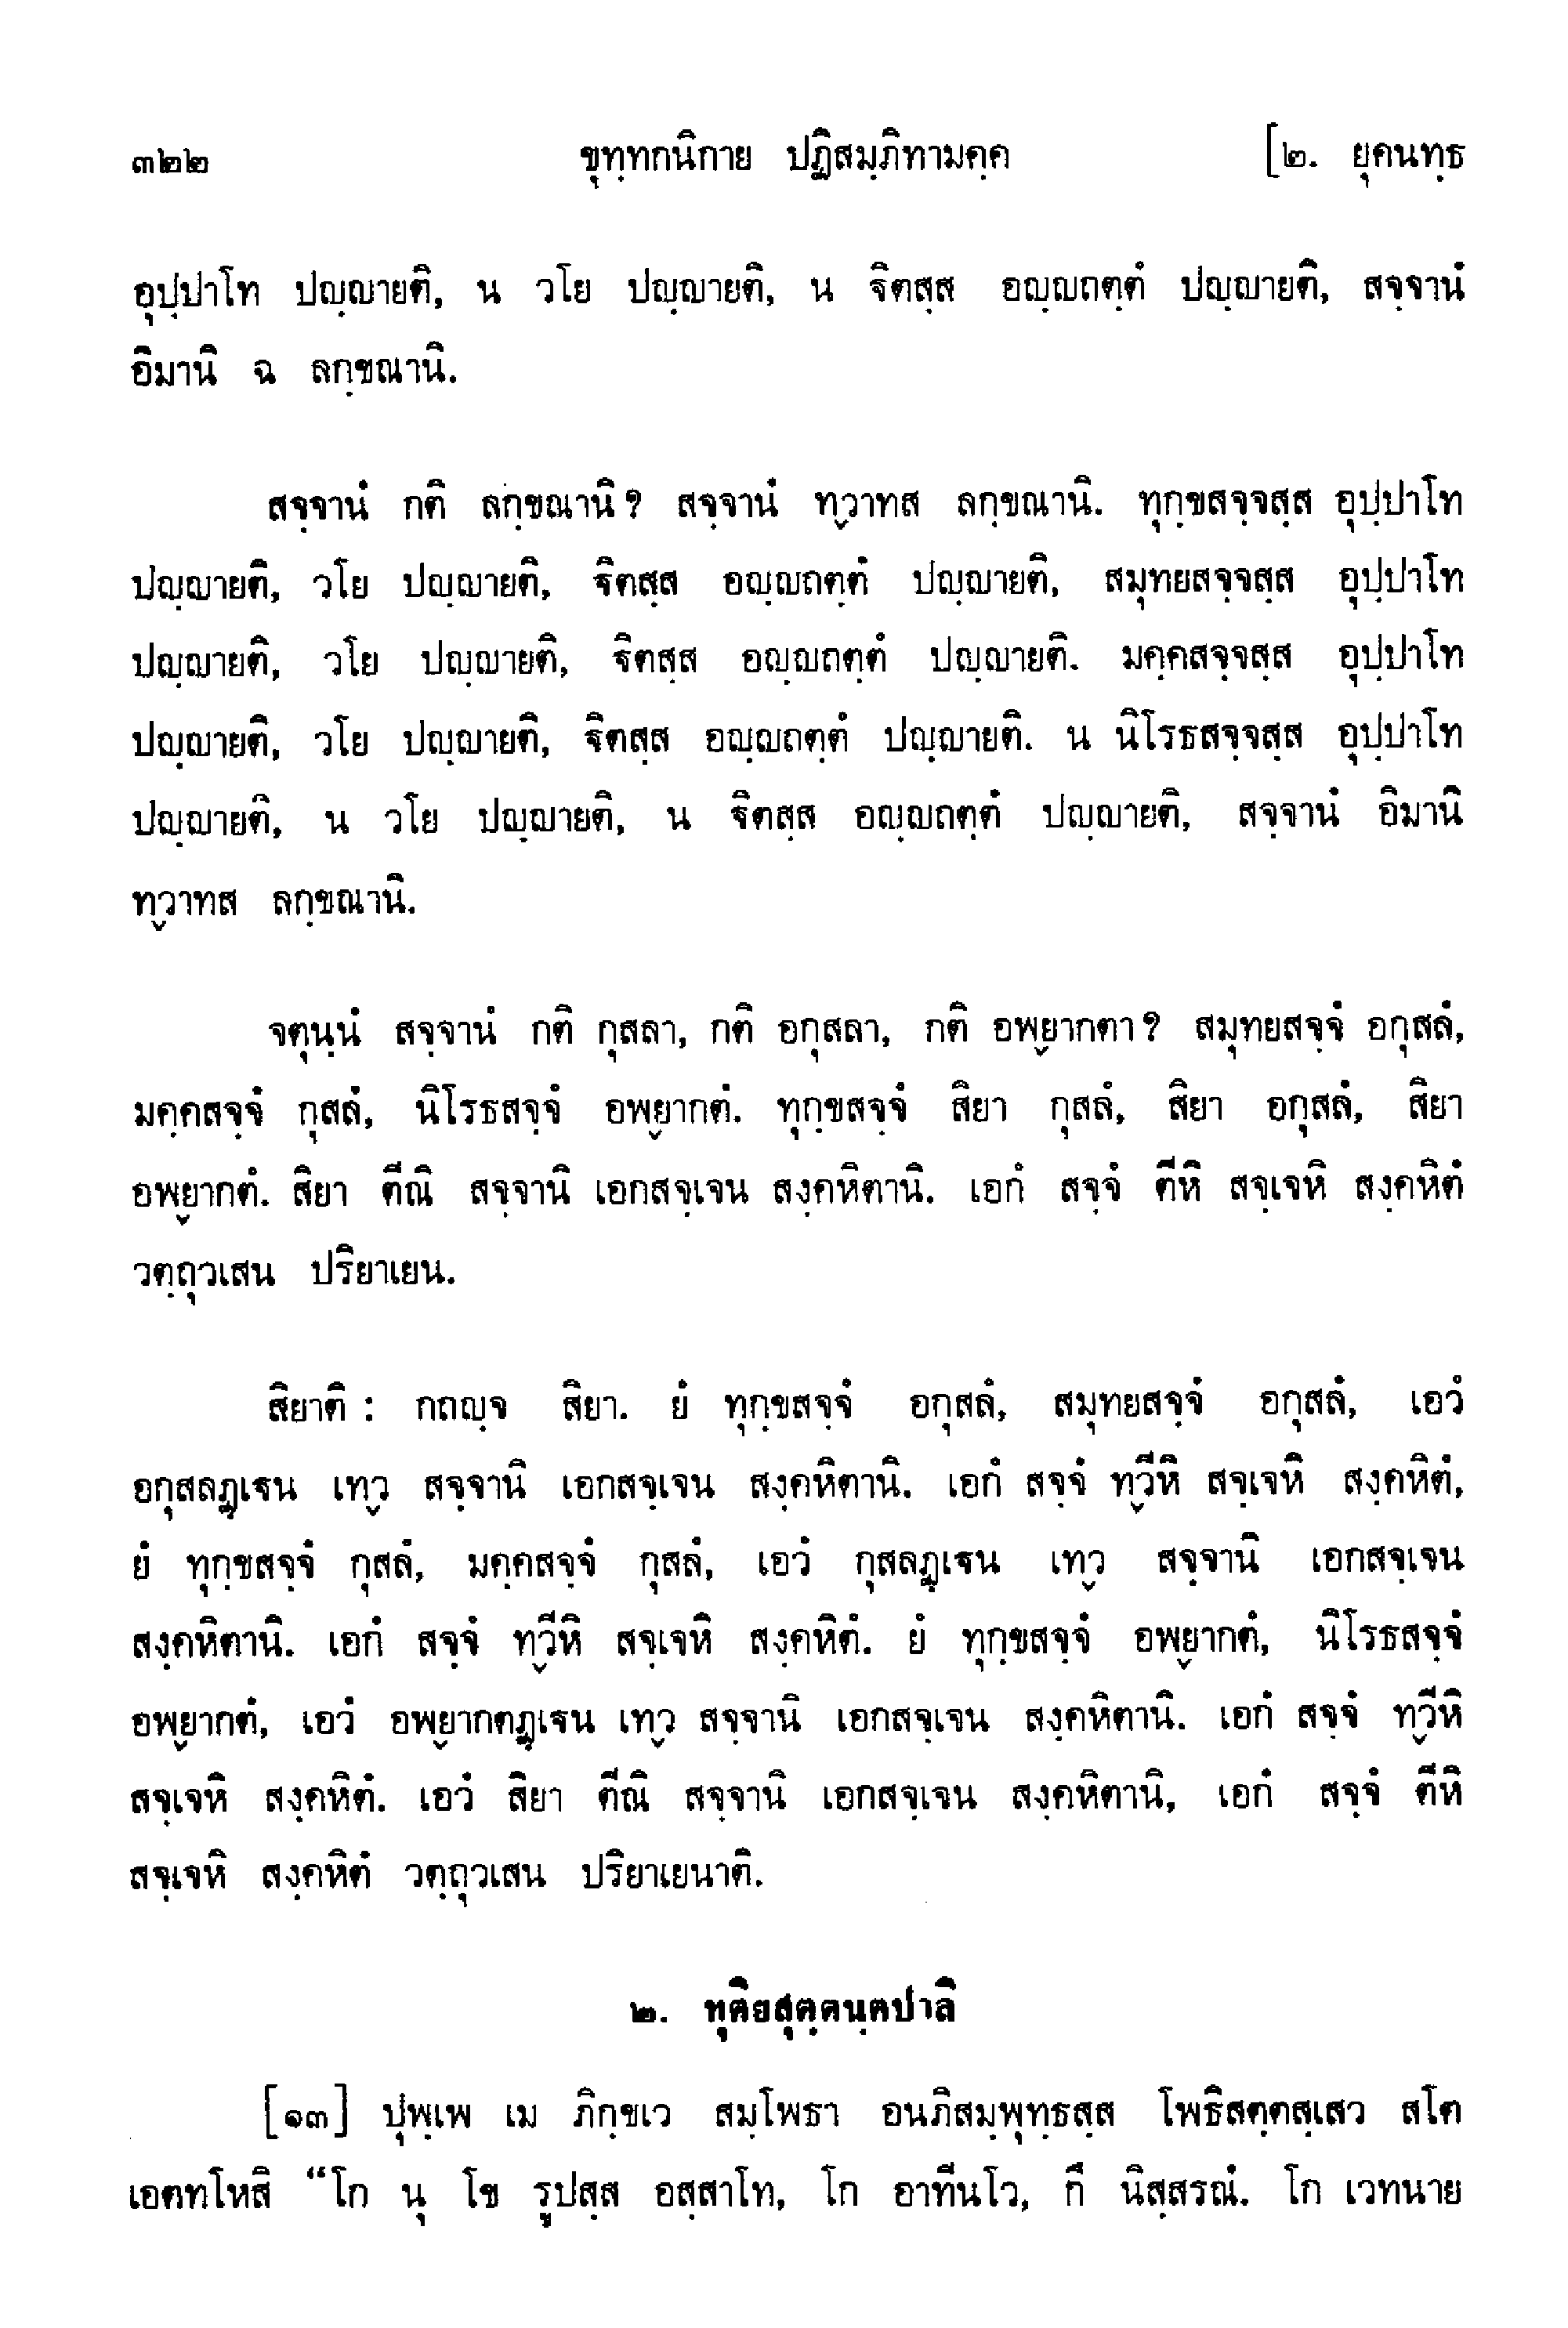 ๓๒๒ ขุทฺทกนิกาย ปฏิสมฺภิทามคฺค [๒. ยุคนทฺธ
อุปฺปาโท ปญฺญายติ, น วโย ปญฺญายติ, น ฐิตสฺส อญฺญถตฺตํ ปญฺญายติ, สจฺจานํ
อิมานิ ฉ ลกฺขณานิ.
สจฺจานํ กติ ลกฺขณานิ ? สจฺจานํ ทฺวาทส ลกฺขณานิ. ทุกฺขสจฺจสฺส อุปฺปาโท
ปญฺญายติ, วโย ปญฺญายติ, ฐิตสฺส อญฺญถตฺตํ ปญฺญายติ, สมุทยสจฺจสฺส อุปฺปาโท
ปญฺญายติ, วโย ปญฺญายติ, ฐิตสฺส อญฺญถตฺตํ ปญฺญายติ. มคฺคสจฺจสฺส อุปฺปาโท
ปญฺญายติ, วโย ปญฺญายติ, ฐิตสฺส อญฺญถตฺตํ ปญฺญายติ. น นิโรธสจฺจสฺส อุปฺปาโท
ปญฺญายติ, น วโย ปญฺญายติ, น ฐิตสฺส อญฺญถตฺตํ ปญฺญายติ, สจฺจานํ อิมานิ
ทฺวาทส ลกฺขณานิ.
จตุนฺนํ สจฺจานํ กติ กุสลา, กติ อกุสลา, กติ อพฺยากตา ? สมุทยสจฺจํ อกุสลํ,
มคฺคสจฺจํ กุสลํ, นิโรธสจฺจํ อพฺยากตํ. ทุกฺขสจฺจํ สิยา กุสลํ, สิยา อกุสลํ, สิยา
อพฺยากตํ. สิยา ตีณิ สจฺจานิ เอกสจฺเจน สงฺคหิตานิ. เอกํ สจฺจํ ตีหิ สจฺเจหิ สงฺคหิตํ
วตฺถุวเสน ปริยาเยน.
สิยาติ : กถญฺจ สิยา. ยํ ทุกฺขสจฺจํ อกุสลํ, สมุทยสจฺจํ อกุสลํ, เอวํ
อกุสลฏฺเฐน เทฺว สจฺจานิ เอกสจฺเจน สงฺคหิตานิ. เอกํ สจฺจํ ทฺวีหิ สจฺเจหิ สงฺคหิตํ,
ยํ ทุกฺขสจฺจํ กุสลํ, มคฺคสจฺจํ กุสลํ, เอวํ กุสลฏฺเฐน เทฺว สจฺจานิ เอกสจฺเจน
สงฺคหิตานิ. เอกํ สจฺจํ ทฺวีหิ สจฺเจหิ สงฺคหิตํ. ยํ ทุกฺขสจฺจํ อพฺยากตํ, นิโรธสจฺจํ
อพฺยากตํ, เอวํ อพฺยากตฏฺเฐน เทฺว สจฺจานิ เอกสจฺเจน สงฺคหิตานิ. เอกํ สจฺจํ ทฺวีหิ
สจฺเจหิ สงฺคหิตํ. เอวํ สิยา ตีณิ สจฺจานิ เอกสจฺเจน สงฺคหิตานิ, เอกํ สจฺจํ ตีหิ
สจฺเจหิ สงฺคหิตํ วตฺถุวเสน ปริยาเยนาติ.
๒. ทุติยสุตฺตนฺตปาลิ
[๑๓] ปุพฺเพ เม ภิกฺขเว สมฺโพธา อนภิสมฺพุทฺธสฺส โพธิสตฺตสฺเสว สโต
เอตทโหสิ “โก นุ โข รูปสฺส อสฺสาโท, โก อาทีนโว, กึ นิสฺสรณํ. โก เวทนาย